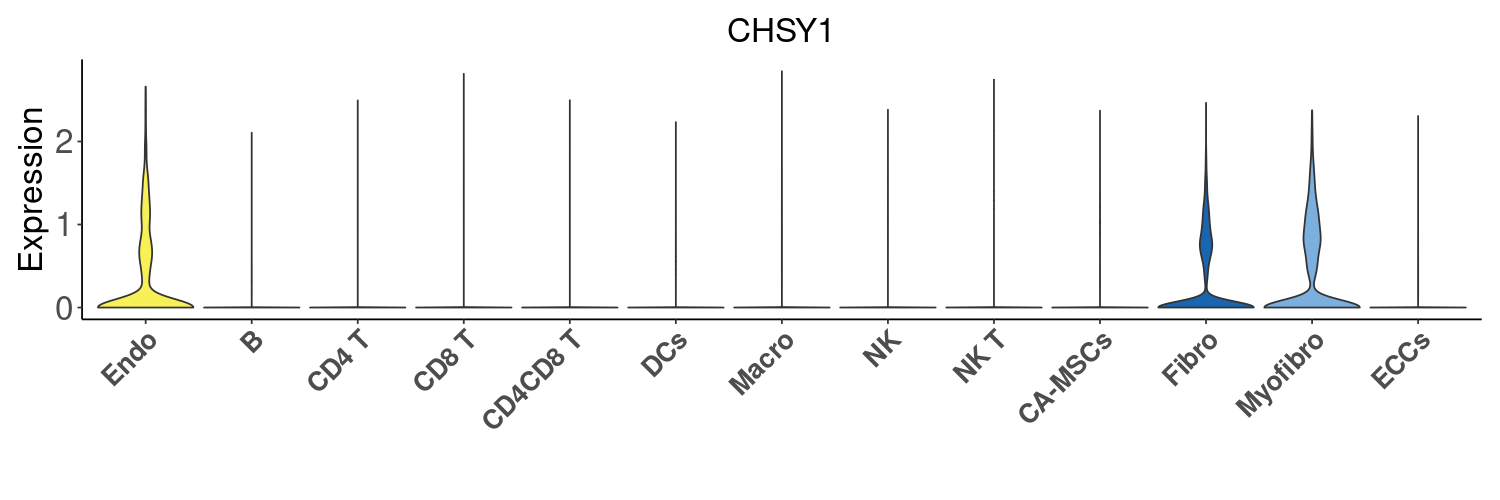 CHSY1
Expression
2
1
0
Endo
B
CD4 T
CD8 T
CD4CD8 T
DCs
Macro
NK
NK T
CA-MSCs
Fibro
Myofibro
ECCs